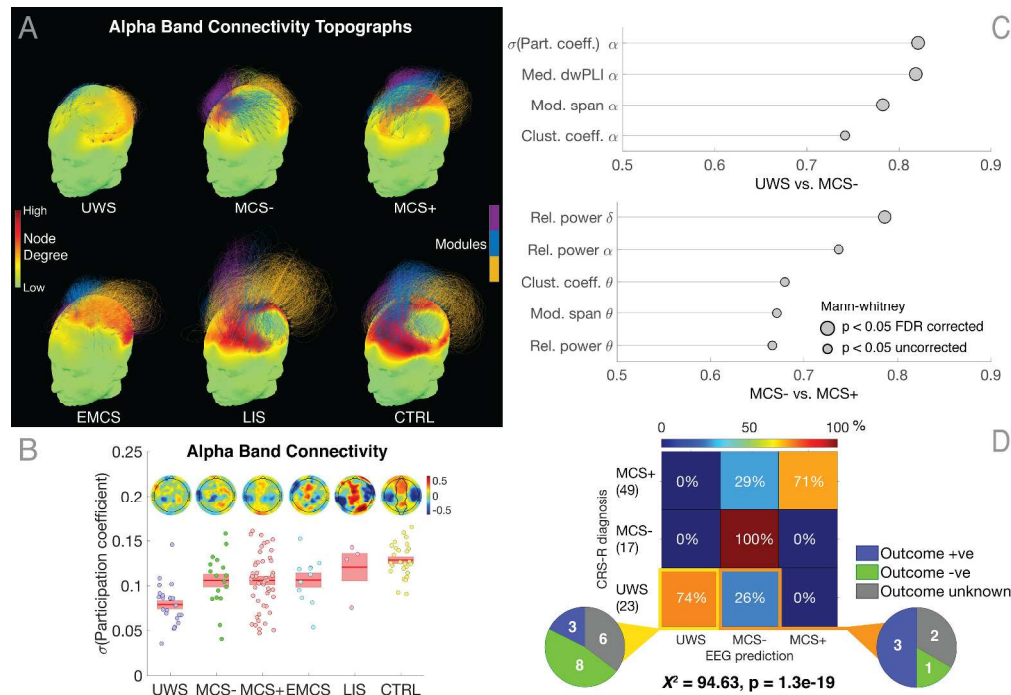 A
Alpha Band Connectivity Topographs
UWS
MCS-
MCS+
High
Node
Degree
Low
Modules
EMCS
LIS
CTRL
B
Alpha Band Connectivity
σ(Participation coefficient)
0.25
0.2
0.15
0.1
0.05
0
0.5
-0.5
UWS MCS- MCS+ EMCS LIS CTRL
C
σ(Part. coeff.) α
Med. dwPLI α
Mod. span α
Clust. coeff. α
0.5 0.6 0.7 0.8 0.9
UWS vs. MCS-
Rel. power δ
Rel. power α
Clust. coeff. θ
Mod. span θ
Rel. power θ
Mann-whitney
p < 0.05 FDR corrected
p < 0.05 uncorrected
0.5 0.6 0.7 0.8 0.9
MCS- vs. MCS+
D
0 50 100 %
CRS-R diagnosis
MCS+
(49)
0% 29% 71%
MCS-
(17)
0% 100% 0%
UWS
(23)
74% 26% 0%
UWS MCS- MCS+
EEG prediction
X² = 94.63, p = 1.3e-19
Outcome +ve
Outcome -ve
Outcome unknown
3 6
8
3 2
1